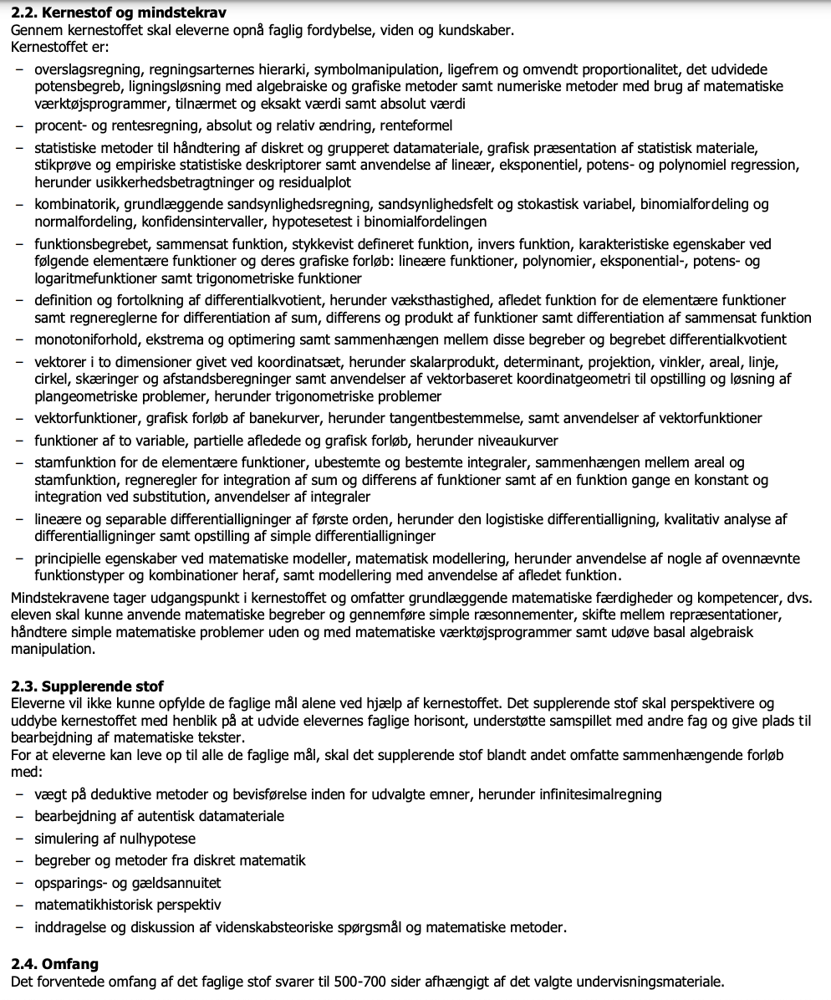 2.2. Kernestof og mindstekrav
Gennem kernestoffet skal eleverne opnå faglig fordybelse, viden og kundskaber.
Kernestoffet er:
– overslagsregning, regningsarternes hierarki, symbolmanipulation, ligefrem og omvendt proportionalitet, det udvidede
potensbegreb, ligningsløsning med algebraiske og grafiske metoder samt numeriske metoder med brug af matematiske
værktøjsprogrammer, tilnærmet og eksakt værdi samt absolut værdi
– procent- og rentesregning, absolut og relativ ændring, renteformel
– statistiske metoder til håndtering af diskret og grupperet datamateriale, grafisk præsentation af statistisk materiale,
stikprøve og empiriske statistiske deskriptorer samt anvendelse af lineær, eksponentiel, potens- og polynomiel regression,
herunder usikkerhedsbetragtninger og residualplot
– kombinatorik, grundlæggende sandsynlighedsregning, sandsynlighedsfelt og stokastisk variabel, binomialfordeling og
normalfordeling, konfidensintervaller, hypotesetest i binomialfordelingen
– funktionsbegrebet, sammensat funktion, stykkevist defineret funktion, invers funktion, karakteristiske egenskaber ved
følgende elementære funktioner og deres grafiske forløb: lineære funktioner, polynomier, eksponential-, potens- og
logaritmefunktioner samt trigonometriske funktioner
– definition og fortolkning af differentialkvotient, herunder væksthastighed, afledet funktion for de elementære funktioner
samt regnereglerne for differentiation af sum, differens og produkt af funktioner samt differentiation af sammensat funktion
– monotoniforhold, ekstrema og optimering samt sammenhængen mellem disse begreber og begrebet differentialkvotient
– vektorer i to dimensioner givet ved koordinatsæt, herunder skalarprodukt, determinant, projektion, vinkler, areal, linje,
cirkel, skæringer og afstandsberegninger samt anvendelser af vektorbaseret koordinatgeometri til opstilling og løsning af
plangeometriske problemer, herunder trigonometriske problemer
– vektorfunktioner, grafisk forløb af banekurver, herunder tangentbestemmelse, samt anvendelser af vektorfunktioner
– funktioner af to variable, partielle afledede og grafisk forløb, herunder niveaukurver
– stamfunktion for de elementære funktioner, ubestemte og bestemte integraler, sammenhængen mellem areal og
stamfunktion, regneregler for integration af sum og differens af funktioner samt af en funktion gange en konstant og
integration ved substitution, anvendelser af integraler
– lineære og separable differentialligninger af første orden, herunder den logistiske differentialligning, kvalitativ analyse af
differentialligninger samt opstilling af simple differentialligninger
– principielle egenskaber ved matematiske modeller, matematisk modellering, herunder anvendelse af nogle af ovennævnte
funktionstyper og kombinationer heraf, samt modellering med anvendelse af afledet funktion.
Mindstekravene tager udgangspunkt i kernestoffet og omfatter grundlæggende matematiske færdigheder og kompetencer, dvs.
eleven skal kunne anvende matematiske begreber og gennemføre simple ræsonnementer, skifte mellem repræsentationer,
håndtere simple matematiske problemer uden og med matematiske værktøjsprogrammer samt udøve basal algebraisk
manipulation.
2.3. Supplerende stof
Eleverne vil ikke kunne opfylde de faglige mål alene ved hjælp af kernestoffet. Det supplerende stof skal perspektivere og
uddybe kernestoffet med henblik på at udvide elevernes faglige horisont, understøtte samspillet med andre fag og give plads til
bearbejdning af matematiske tekster.
For at eleverne kan leve op til alle de faglige mål, skal det supplerende stof blandt andet omfatte sammenhængende forløb
med:
– vægt på deduktive metoder og bevisførelse inden for udvalgte emner, herunder infinitesimalregning
– bearbejdning af autentisk datamateriale
– simulering af nulhypotese
– begreber og metoder fra diskret matematik
– opsparings- og gældsannuitet
– matematikhistorisk perspektiv
– inddragelse og diskussion af videnskabsteoriske spørgsmål og matematiske metoder.
2.4. Omfang
Det forventede omfang af det faglige stof svarer til 500-700 sider afhængigt af det valgte undervisningsmateriale.